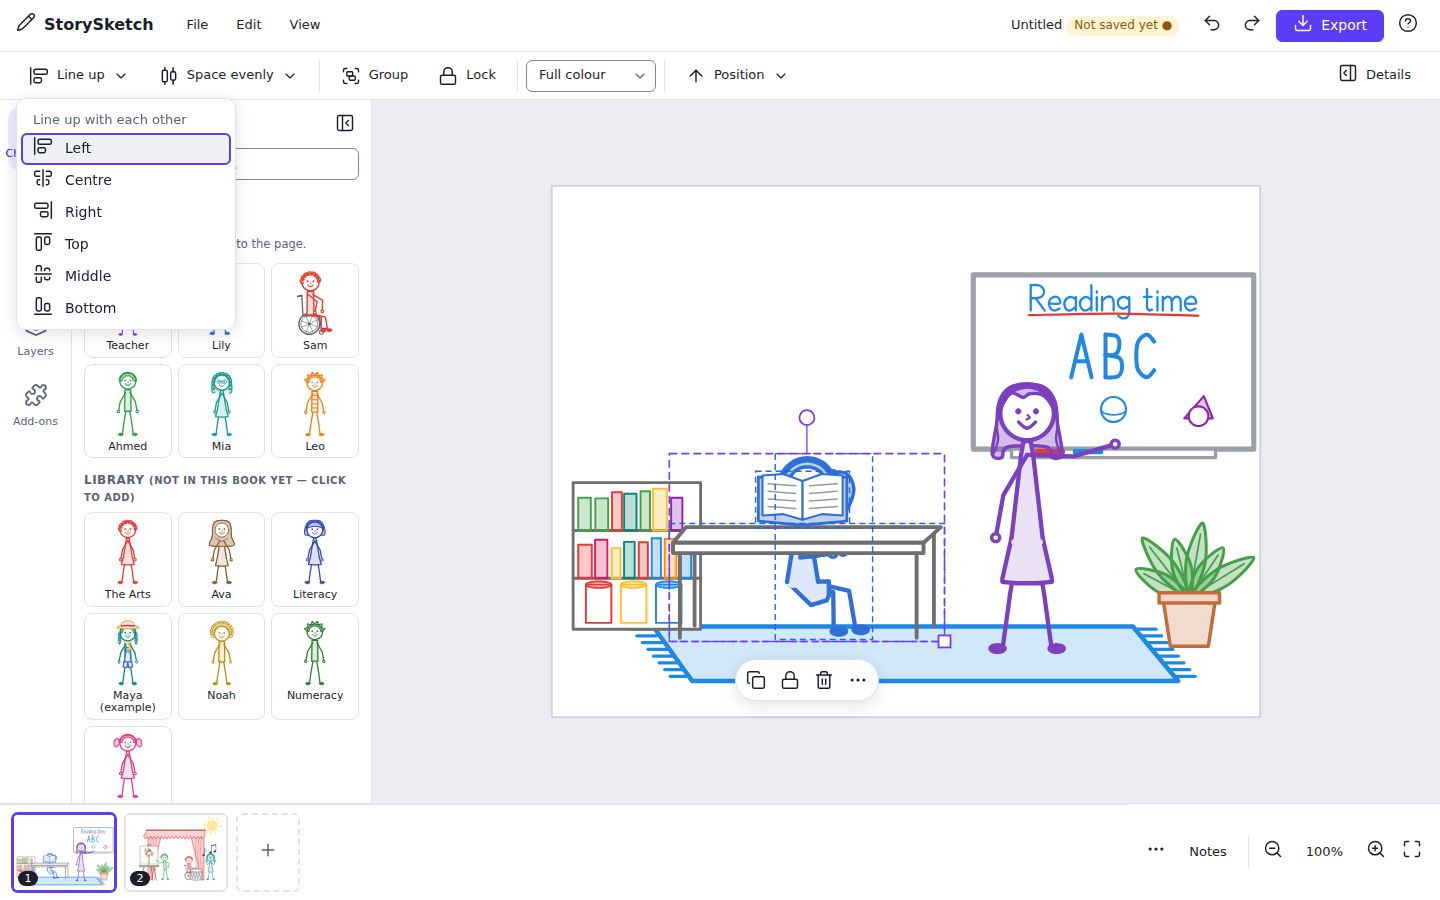 StorySketch
File
Edit
View
Untitled
Not saved yet
Export
Line up
Space evenly
Group
Lock
Full colour
Position
Details
Line up with each other
Left
Centre
Right
Top
Middle
Bottom
to the page.
Layers
Add-ons
Teacher
Lily
Sam
Ahmed
Mia
Leo
LIBRARY (NOT IN THIS BOOK YET — CLICK
TO ADD)
The Arts
Ava
Literacy
Maya
(example)
Noah
Numeracy
Reading time
ABC
Reading time
ABC
1
2
Notes
100%